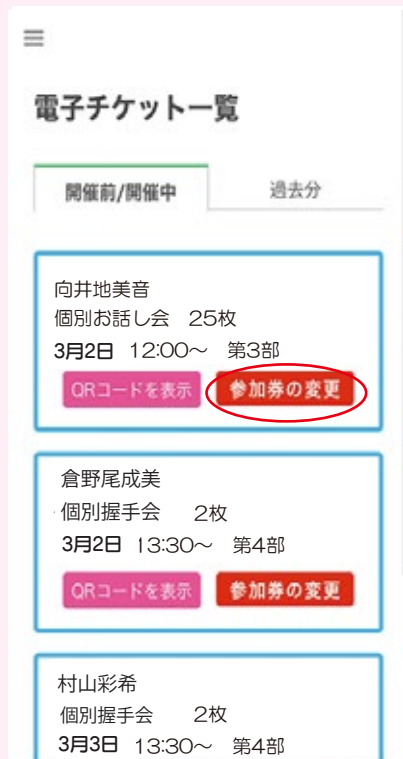 電子チケット一覧
開催前/開催中 過去分
向井地美音
個別お話し会 25枚
3月2日 12:00〜 第3部
QRコードを表示 参加券の変更
倉野尾成美
個別握手会 2枚
3月2日 13:30〜 第4部
QRコードを表示 参加券の変更
村山彩希
個別握手会 2枚
3月3日 13:30〜 第4部